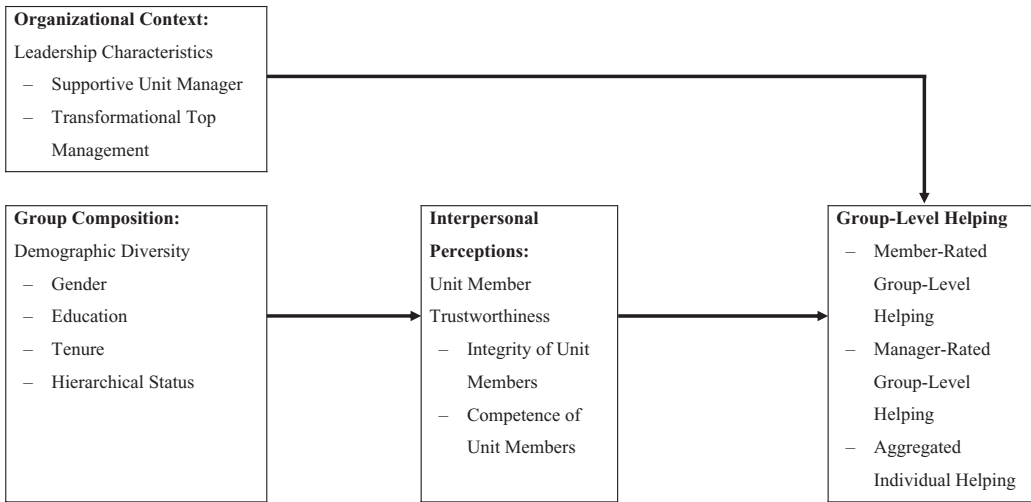 Organizational Context:
Leadership Characteristics
– Supportive Unit Manager
– Transformational Top
Management
Group Composition:
Demographic Diversity
– Gender
– Education
– Tenure
– Hierarchical Status
Interpersonal
Perceptions:
Unit Member
Trustworthiness
– Integrity of Unit
Members
– Competence of
Unit Members
Group-Level Helping
– Member-Rated
Group-Level
Helping
– Manager-Rated
Group-Level
Helping
– Aggregated
Individual Helping